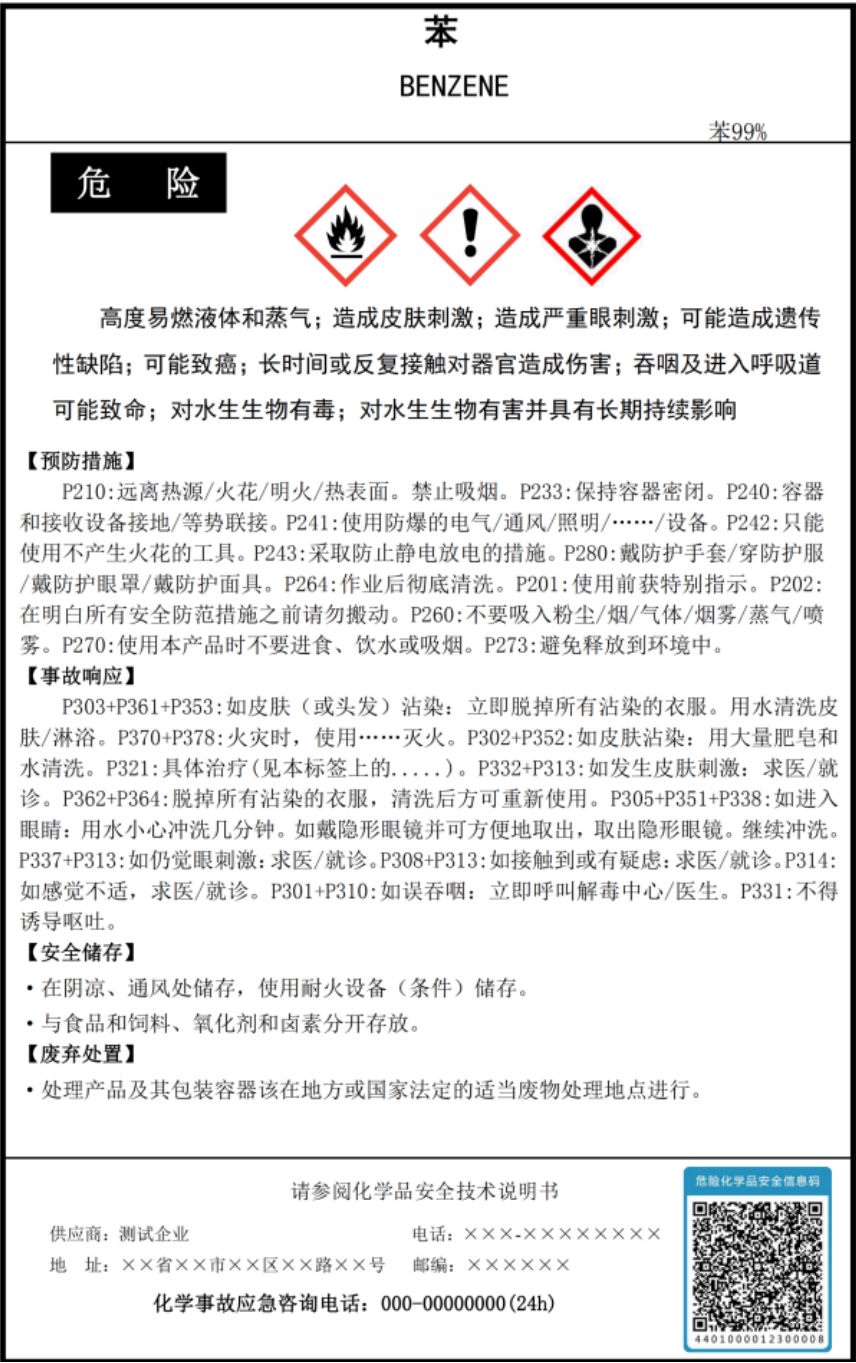 苯
BENZENE
苯99%
危 险
高度易燃液体和蒸气；造成皮肤刺激；造成严重眼刺激；可能造成遗传
性缺陷；可能致癌；长时间或反复接触对器官造成伤害；吞咽及进入呼吸道
可能致命；对水生生物有毒；对水生生物有害并具有长期持续影响
【预防措施】
P210:远离热源/火花/明火/热表面。禁止吸烟。P233:保持容器密闭。P240:容器
和接收设备接地/等势联接。P241:使用防爆的电气/通风/照明/……/设备。P242:只能
使用不产生火花的工具。P243:采取防止静电放电的措施。P280:戴防护手套/穿防护服
/戴防护眼罩/戴防护面具。P264:作业后彻底清洗。P201:使用前获特别指示。P202:
在明白所有安全防范措施之前请勿搬动。P260:不要吸入粉尘/烟/气体/烟雾/蒸气/喷
雾。P270:使用本产品时不要进食、饮水或吸烟。P273:避免释放到环境中。
【事故响应】
P303+P361+P353:如皮肤（或头发）沾染：立即脱掉所有沾染的衣服。用水清洗皮
肤/淋浴。P370+P378:火灾时，使用……灭火。P302+P352:如皮肤沾染：用大量肥皂和
水清洗。P321:具体治疗(见本标签上的.....)。P332+P313:如发生皮肤刺激：求医/就
诊。P362+P364:脱掉所有沾染的衣服，清洗后方可重新使用。P305+P351+P338:如进入
眼睛：用水小心冲洗几分钟。如戴隐形眼镜并可方便地取出，取出隐形眼镜。继续冲洗。
P337+P313:如仍觉眼刺激：求医/就诊。P308+P313:如接触到或有疑虑：求医/就诊。P314:
如感觉不适，求医/就诊。P301+P310:如误吞咽：立即呼叫解毒中心/医生。P331:不得
诱导呕吐。
【安全储存】
·在阴凉、通风处储存，使用耐火设备（条件）储存。
·与食品和饲料、氧化剂和卤素分开存放。
【废弃处置】
·处理产品及其包装容器该在地方或国家法定的适当废物处理地点进行。
请参阅化学品安全技术说明书
供应商：测试企业 电话：×××-××××××××
地 址：××省××市××区××路××号 邮编：××××××
化学事故应急咨询电话：000-00000000(24h)
危险化学品安全信息码
4401000012300008